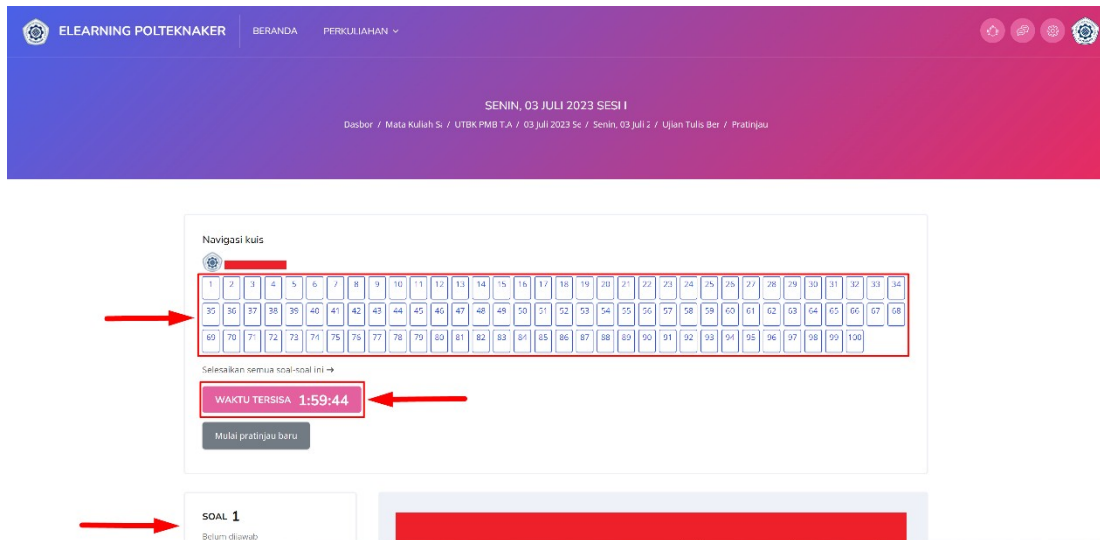 ELEARNING POLTEKNAKER BERANDA PERKULIAHAN
SENIN, 03 JULI 2023 SESI I
Dasbor / Mata Kuliah Sa / UTBK PMB T.A / 03 Juli 2023 Se / Senin, 03 Juli 2 / Ujian Tulis Ber / Pratinjau
Navigasi kuis
1 2 3 4 5 6 7 8 9 10 11 12 13 14 15 16 17 18 19 20 21 22 23 24 25 26 27 28 29 30 31 32 33 34
35 36 37 38 39 40 41 42 43 44 45 46 47 48 49 50 51 52 53 54 55 56 57 58 59 60 61 62 63 64 65 66 67 68
69 70 71 72 73 74 75 76 77 78 79 80 81 82 83 84 85 86 87 88 89 90 91 92 93 94 95 96 97 98 99 100
Selesaikan semua soal-soal ini →
WAKTU TERSISA 1:59:44
Mulai pratinjau baru
SOAL 1
Belum dijawab